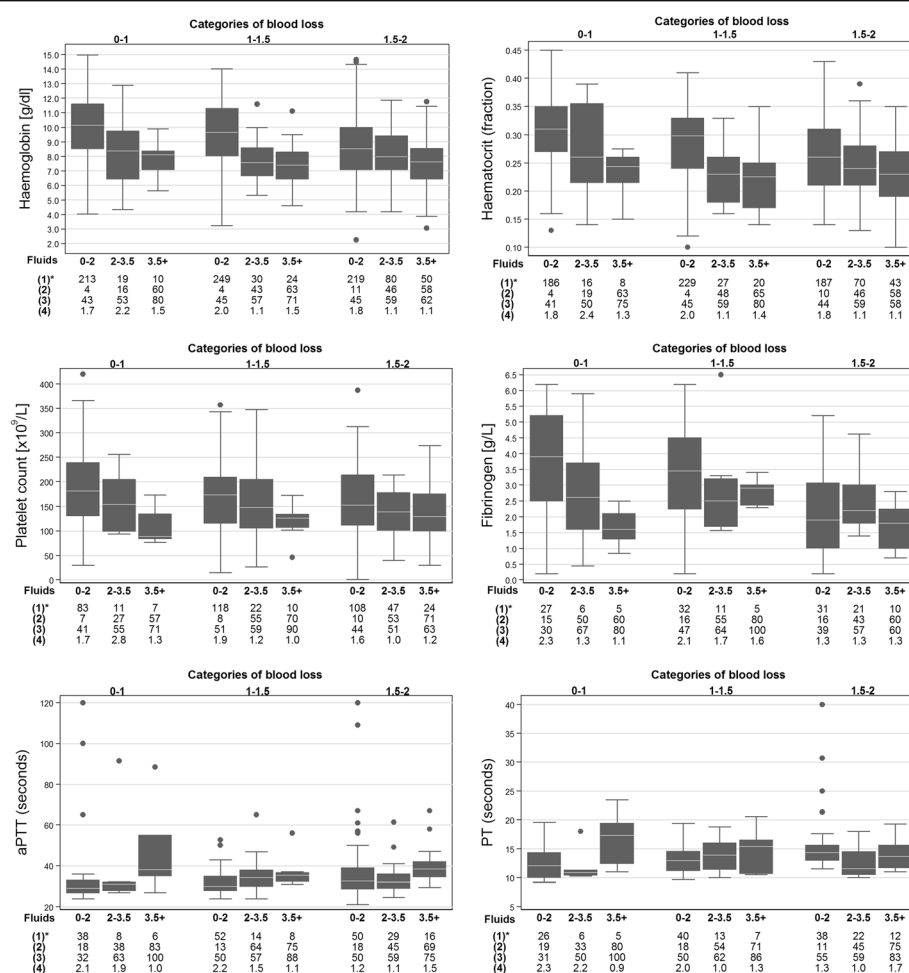 Categories of blood loss
0-1 1-1.5 1.5-2
Haemoglobin [g/dl]
15.0
14.0
13.0
12.0
11.0
10.0
9.0
8.0
7.0
6.0
5.0
4.0
3.0
2.0
Fluids 0-2 2-3.5 3.5+ 0-2 2-3.5 3.5+ 0-2 2-3.5 3.5+
(1)* 213 19 10 249 30 24 219 80 50
(2) 4 16 60 4 43 63 11 46 58
(3) 43 53 80 45 57 71 45 59 62
(4) 1.7 2.2 1.5 2.0 1.1 1.5 1.8 1.1 1.1
Categories of blood loss
0-1 1-1.5 1.5-2
Haematocrit (fraction)
0.45
0.40
0.35
0.30
0.25
0.20
0.15
0.10
Fluids 0-2 2-3.5 3.5+ 0-2 2-3.5 3.5+ 0-2 2-3.5 3.5+
(1)* 186 16 8 229 27 20 187 70 43
(2) 4 19 63 4 48 65 10 46 58
(3) 41 50 75 45 59 80 44 59 58
(4) 1.8 2.4 1.3 2.0 1.1 1.4 1.8 1.1 1.1
Categories of blood loss
0-1 1-1.5 1.5-2
Platelet count [x10⁹/L]
400
350
300
250
200
150
100
50
0
Fluids 0-2 2-3.5 3.5+ 0-2 2-3.5 3.5+ 0-2 2-3.5 3.5+
(1)* 83 11 7 118 22 10 108 47 24
(2) 7 27 57 8 55 70 10 53 71
(3) 41 55 71 51 59 90 44 51 63
(4) 1.7 2.8 1.3 1.9 1.2 1.0 1.6 1.0 1.2
Categories of blood loss
0-1 1-1.5 1.5-2
Fibrinogen [g/L]
6.5
6.0
5.5
5.0
4.5
4.0
3.5
3.0
2.5
2.0
1.5
1.0
0.5
0.0
Fluids 0-2 2-3.5 3.5+ 0-2 2-3.5 3.5+ 0-2 2-3.5 3.5+
(1)* 27 6 5 32 11 5 31 21 10
(2) 15 50 60 16 55 80 16 43 60
(3) 30 67 80 47 64 100 39 57 60
(4) 2.3 1.3 1.1 2.1 1.7 1.6 1.3 1.3 1.3
Categories of blood loss
0-1 1-1.5 1.5-2
aPTT (seconds)
120
100
80
60
40
20
Fluids 0-2 2-3.5 3.5+ 0-2 2-3.5 3.5+ 0-2 2-3.5 3.5+
(1)* 38 8 6 52 14 8 50 29 16
(2) 18 38 83 13 64 75 18 45 69
(3) 32 63 100 50 57 88 50 59 75
(4) 2.1 1.9 1.0 2.2 1.5 1.1 1.2 1.1 1.5
Categories of blood loss
0-1 1-1.5 1.5-2
PT (seconds)
40
35
30
25
20
15
10
5
Fluids 0-2 2-3.5 3.5+ 0-2 2-3.5 3.5+ 0-2 2-3.5 3.5+
(1)* 26 6 5 40 13 7 38 22 12
(2) 19 33 80 18 54 71 11 45 75
(3) 31 50 100 50 62 86 55 59 83
(4) 2.3 2.2 0.9 2.0 1.0 1.3 1.3 1.0 1.7